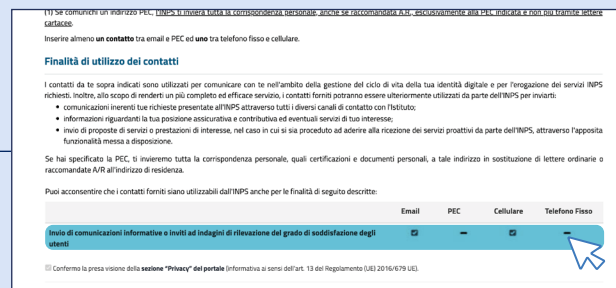 (1) Se comunichi un indirizzo PEC, l'INPS ti invierà tutta la corrispondenza personale, anche se raccomandata A.R., esclusivamente alla PEC indicata e non più tramite lettere
cartacee.
Inserire almeno un contatto tra email e PEC ed uno tra telefono fisso e cellulare.
Finalità di utilizzo dei contatti
I contatti da te sopra indicati sono utilizzati per comunicare con te nell'ambito della gestione del ciclo di vita della tua identità digitale e per l'erogazione dei servizi INPS
richiesti. Inoltre, allo scopo di renderti un più completo ed efficace servizio, i contatti forniti potranno essere ulteriormente utilizzati da parte dell'INPS per inviarti:
• comunicazioni inerenti tue richieste presentate all'INPS attraverso tutti i diversi canali di contatto con l'Istituto;
• informazioni riguardanti la tua posizione assicurativa e contributiva ed eventuali servizi di tuo interesse;
• invio di proposte di servizi o prestazioni di interesse, nel caso in cui si sia proceduto ad aderire alla ricezione dei servizi proattivi da parte dell'INPS, attraverso l'apposita
funzionalità messa a disposizione.
Se hai specificato la PEC, ti invieremo tutta la corrispondenza personale, quali certificazioni e documenti personali, a tale indirizzo in sostituzione di lettere ordinarie o
raccomandate A/R all'indirizzo di residenza.
Puoi acconsentire che i contatti forniti siano utilizzabili dall'INPS anche per le finalità di seguito descritte:
Email PEC Cellulare Telefono Fisso
Invio di comunicazioni informative o inviti ad indagini di rilevazione del grado di soddisfazione degli
utenti
Confermo la presa visione della sezione "Privacy" del portale (informativa ai sensi dell'art. 13 del Regolamento (UE) 2016/679 UE).